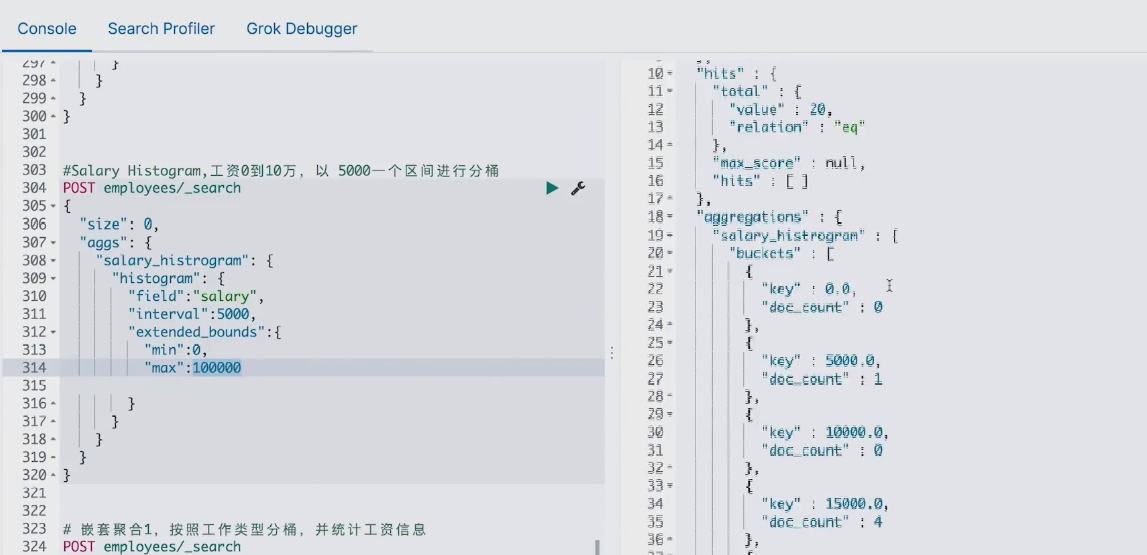 Console Search Profiler Grok Debugger
297 }
298 }
299 }
300 }
301
302
303 #Salary Histogram,工资0到10万，以 5000一个区间进行分桶
304 POST employees/_search
305 {
306 "size": 0,
307 "aggs": {
308 "salary_histrogram": {
309 "histogram": {
310 "field":"salary",
311 "interval":5000,
312 "extended_bounds":{
313 "min":0,
314 "max":100000
315
316 }
317 }
318 }
319 }
320 }
321
322
323 # 嵌套聚合1，按照工作类型分桶，并统计工资信息
324 POST employees/_search
10 "hits" : {
11 "total" : {
12 "value" : 20,
13 "relation" : "eq"
14 },
15 "max_score" : null,
16 "hits" : [ ]
17 },
18 "aggregations" : {
19 "salary_histrogram" : {
20 "buckets" : [
21 {
22 "key" : 0.0,
23 "doc_count" : 0
24 },
25 {
26 "key" : 5000.0,
27 "doc_count" : 1
28 },
29 {
30 "key" : 10000.0,
31 "doc_count" : 0
32 },
33 {
34 "key" : 15000.0,
35 "doc_count" : 4
36 },